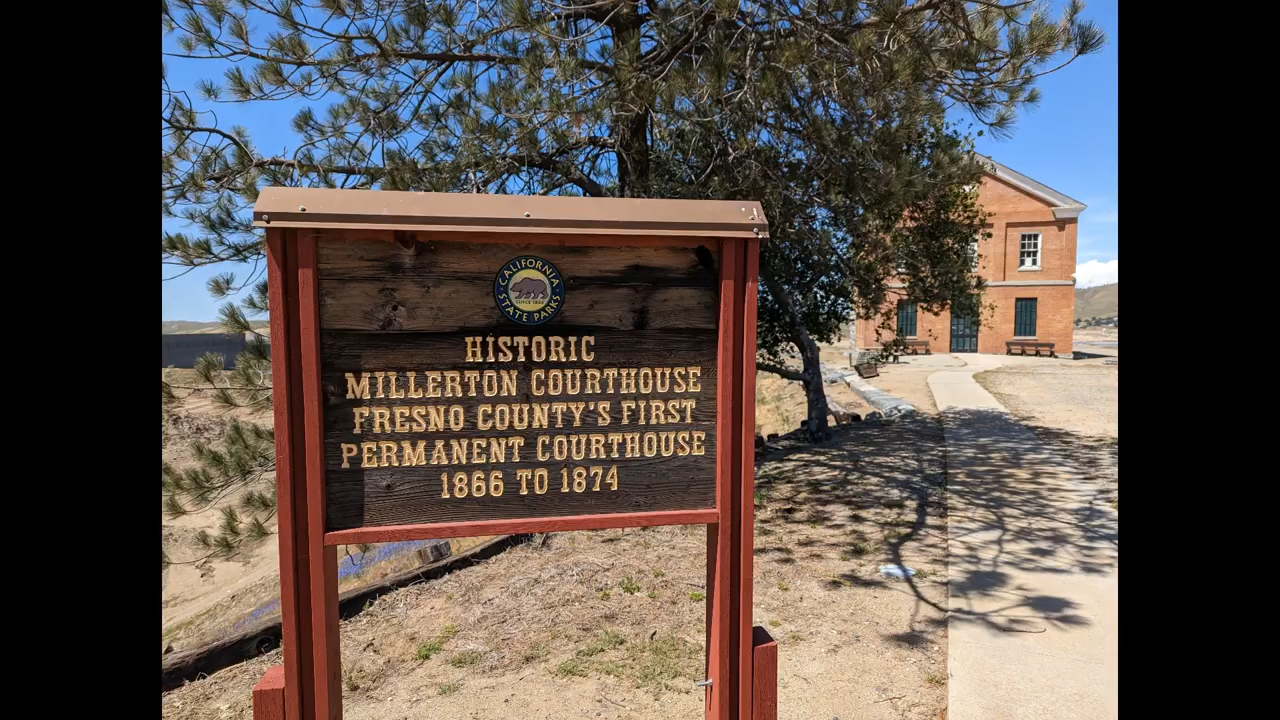 CALIFORNIA
SINCE 1864
STATE PARKS
HISTORIC
MILLERTON COURTHOUSE
FRESNO COUNTY'S FIRST
PERMANENT COURTHOUSE
1866 TO 1874